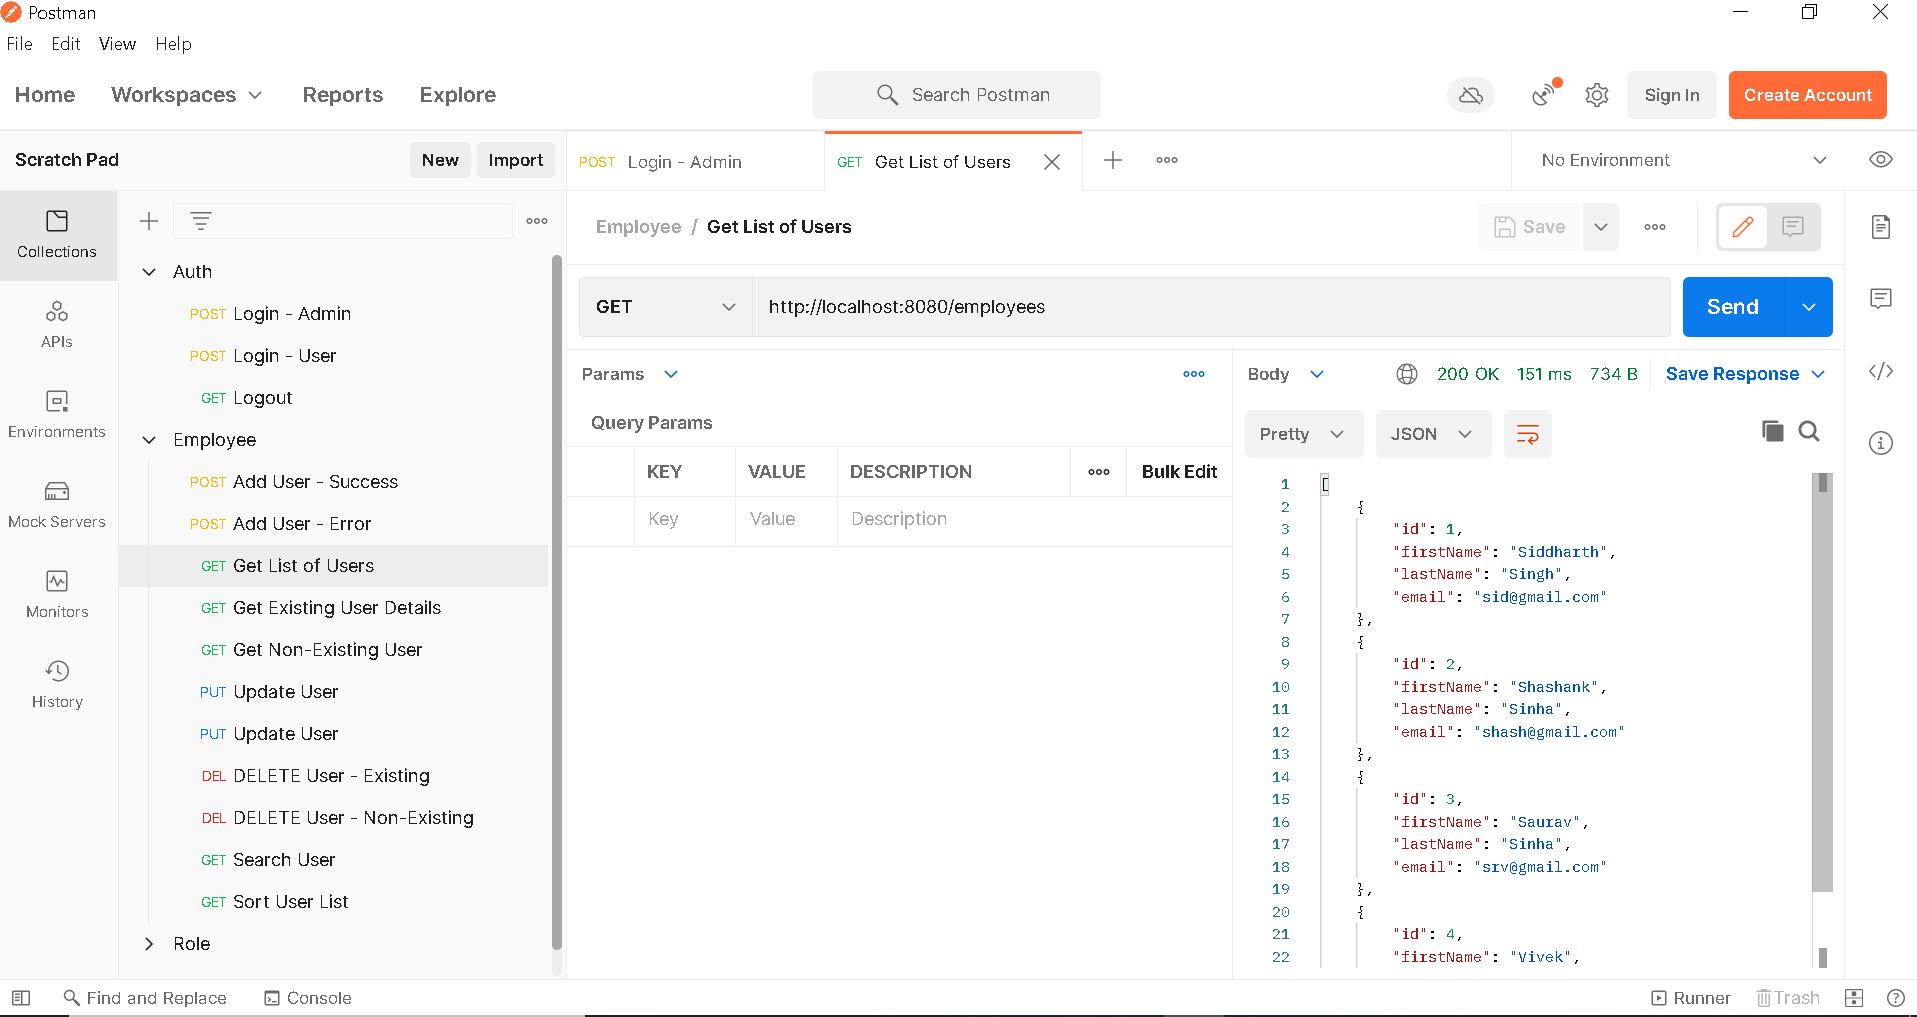 Postman
File Edit View Help
Home Workspaces Reports Explore Search Postman Sign In Create Account
Scratch Pad New Import
POST Login - Admin GET Get List of Users No Environment
Collections
APIs
Environments
Mock Servers
Monitors
History
Auth
POST Login - Admin
POST Login - User
GET Logout
Employee
POST Add User - Success
POST Add User - Error
GET Get List of Users
GET Get Existing User Details
GET Get Non-Existing User
PUT Update User
PUT Update User
DEL DELETE User - Existing
DEL DELETE User - Non-Existing
GET Search User
GET Sort User List
Role
Employee / Get List of Users Save
GET http://localhost:8080/employees Send
Params
Query Params
KEY VALUE DESCRIPTION Bulk Edit
Key Value Description
Body 200 OK 151 ms 734 B Save Response
Pretty JSON
1 [
2 {
3 "id": 1,
4 "firstName": "Siddharth",
5 "lastName": "Singh",
6 "email": "sid@gmail.com"
7 },
8 {
9 "id": 2,
10 "firstName": "Shashank",
11 "lastName": "Sinha",
12 "email": "shash@gmail.com"
13 },
14 {
15 "id": 3,
16 "firstName": "Saurav",
17 "lastName": "Sinha",
18 "email": "srv@gmail.com"
19 },
20 {
21 "id": 4,
22 "firstName": "Vivek",
Find and Replace Console Runner Trash